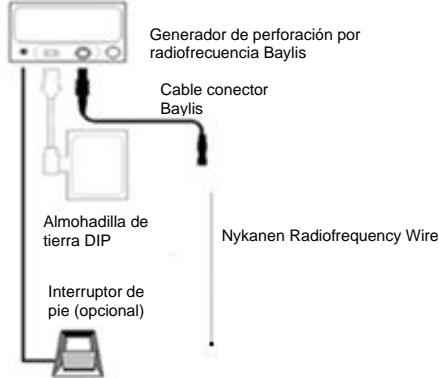 Generador de perforación por
radiofrecuencia Baylis
Cable conector
Baylis
Almohadilla de
tierra DIP
Nykanen Radiofrequency Wire
Interruptor de
pie (opcional)